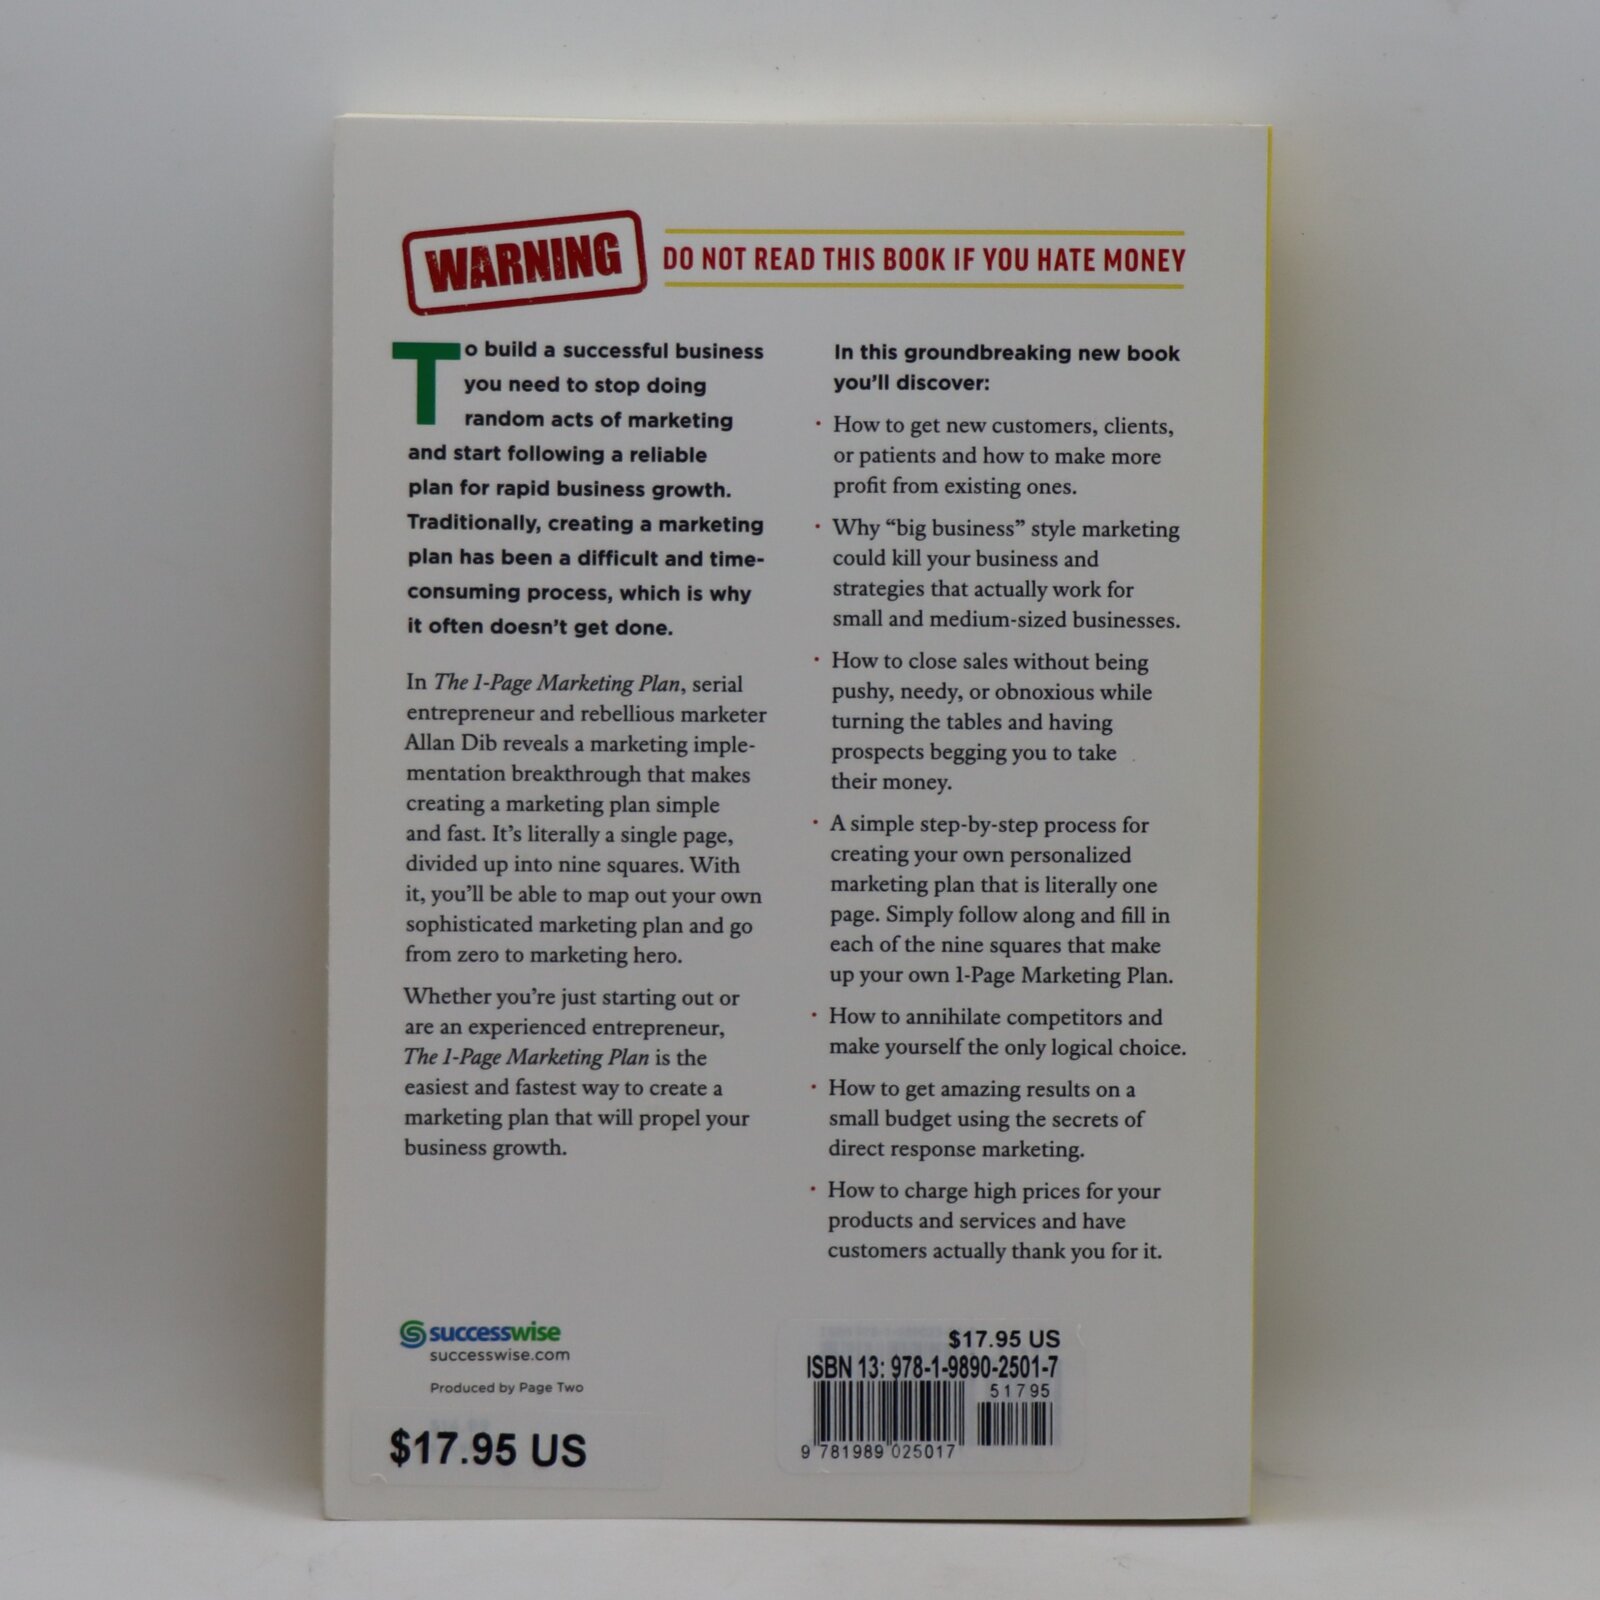 WARNING
DO NOT READ THIS BOOK IF YOU HATE MONEY
To build a successful business
you need to stop doing
random acts of marketing
and start following a reliable
plan for rapid business growth.
Traditionally, creating a marketing
plan has been a difficult and time-
consuming process, which is why
it often doesn't get done.
In The 1-Page Marketing Plan, serial
entrepreneur and rebellious marketer
Allan Dib reveals a marketing imple-
mentation breakthrough that makes
creating a marketing plan simple
and fast. It's literally a single page,
divided up into nine squares. With
it, you'll be able to map out your own
sophisticated marketing plan and go
from zero to marketing hero.
Whether you're just starting out or
are an experienced entrepreneur,
The 1-Page Marketing Plan is the
easiest and fastest way to create a
marketing plan that will propel your
business growth.
In this groundbreaking new book
you'll discover:
• How to get new customers, clients,
or patients and how to make more
profit from existing ones.
• Why “big business” style marketing
could kill your business and
strategies that actually work for
small and medium-sized businesses.
• How to close sales without being
pushy, needy, or obnoxious while
turning the tables and having
prospects begging you to take
their money.
• A simple step-by-step process for
creating your own personalized
marketing plan that is literally one
page. Simply follow along and fill in
each of the nine squares that make
up your own 1-Page Marketing Plan.
• How to annihilate competitors and
make yourself the only logical choice.
• How to get amazing results on a
small budget using the secrets of
direct response marketing.
• How to charge high prices for your
products and services and have
customers actually thank you for it.
successwise
successwise.com
Produced by Page Two
$17.95 US
$17.95 US
ISBN 13: 978-1-9890-2501-7
51795
9 781989 025017